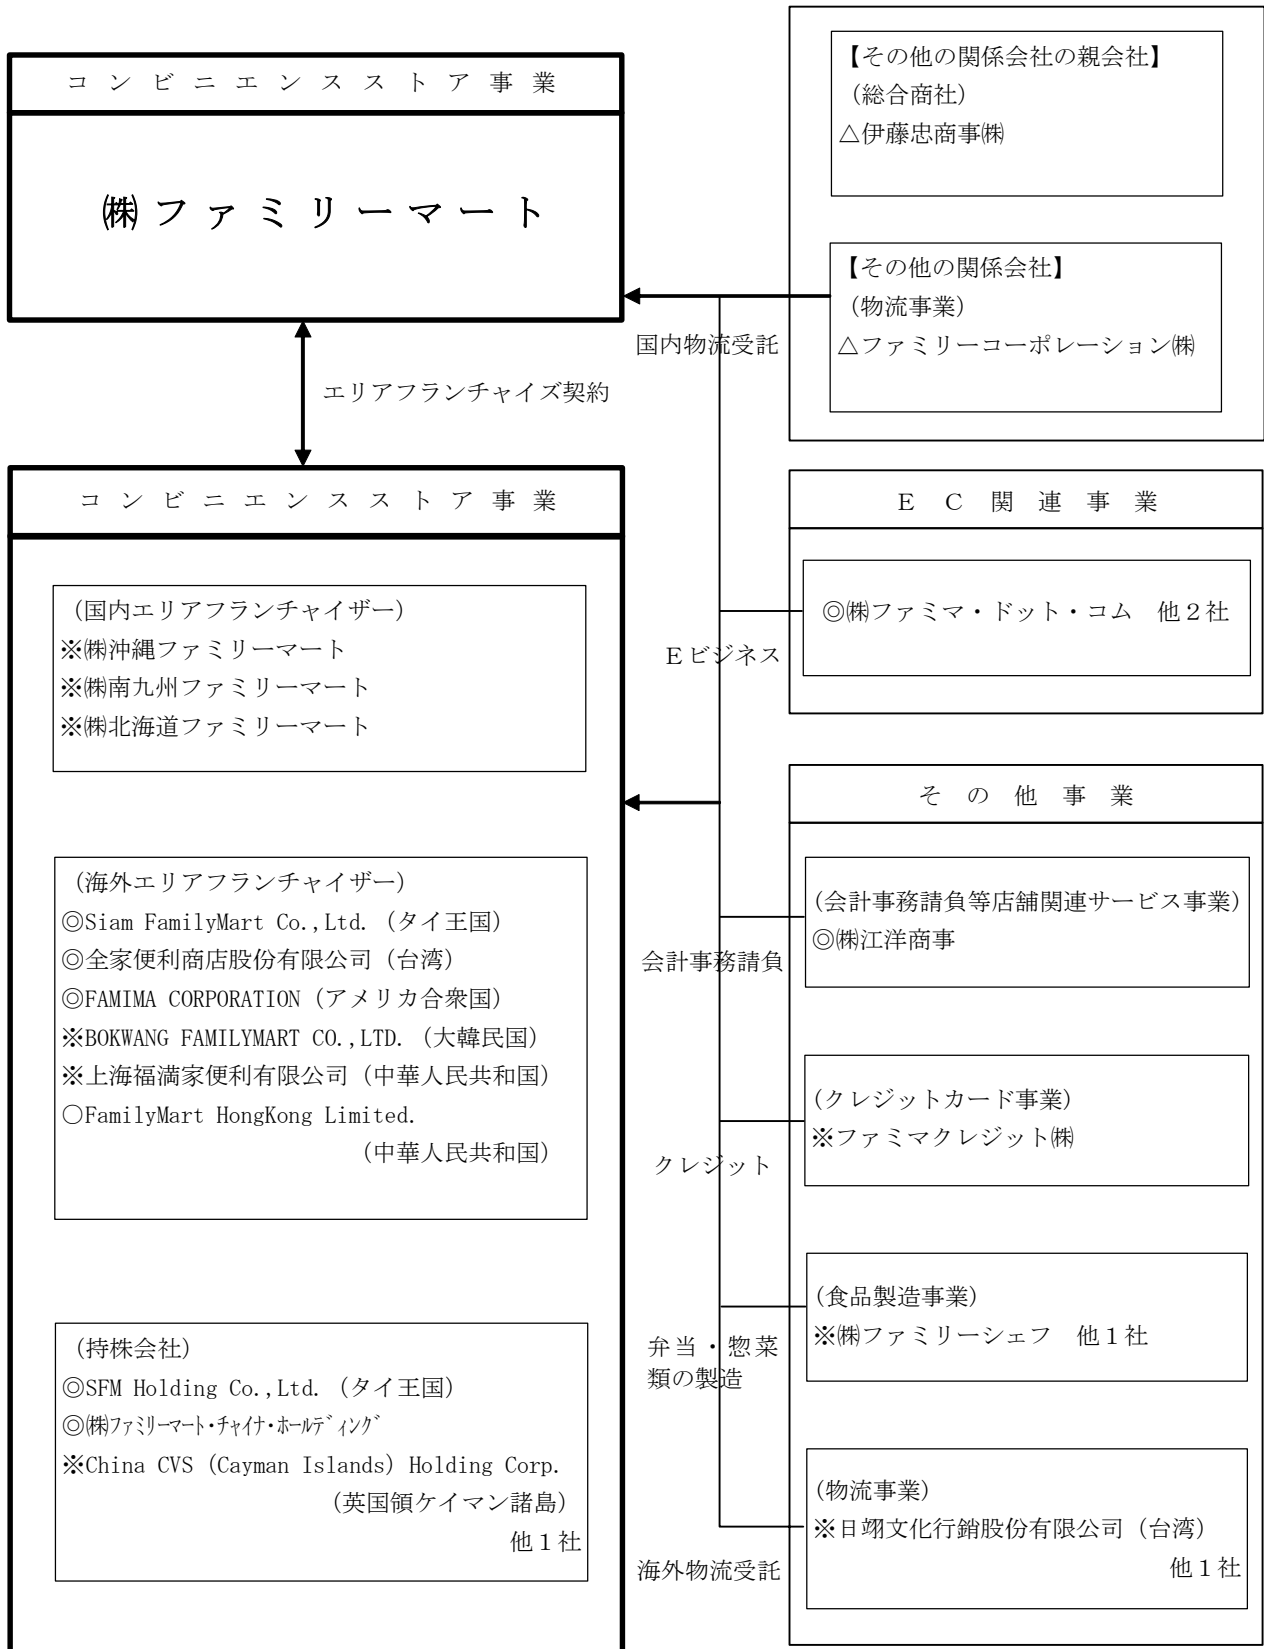 コンビニエンスストア事業
㈱ファミリーマート
エリアフランチャイズ契約
【その他の関係会社の親会社】
(総合商社)
△伊藤忠商事㈱
【その他の関係会社】
(物流事業)
△ファミリーコーポレーション㈱
国内物流受託
コンビニエンスストア事業
(国内エリアフランチャイザー)
※㈱沖縄ファミリーマート
※㈱南九州ファミリーマート
※㈱北海道ファミリーマート
(海外エリアフランチャイザー)
◎Siam FamilyMart Co.,Ltd.(タイ王国)
◎全家便利商店股份有限公司(台湾)
◎FAMIMA CORPORATION(アメリカ合衆国)
※BOKWANG FAMILYMART CO.,LTD.(大韓民国)
※上海福満家便利有限公司(中華人民共和国)
○FamilyMart HongKong Limited.
(中華人民共和国)
(持株会社)
◎SFM Holding Co.,Ltd.(タイ王国)
◎㈱ファミリーマート・チャイナ・ホールディング
※China CVS (Cayman Islands) Holding Corp.
(英国領ケイマン諸島)
他1社
EC関連事業
◎㈱ファミマ・ドット・コム 他2社
Eビジネス
その他事業
(会計事務請負等店舗関連サービス事業)
◎㈱江洋商事
会計事務請負
(クレジットカード事業)
※ファミマクレジット㈱
クレジット
(食品製造事業)
※㈱ファミリーシェフ 他1社
弁当・惣菜
類の製造
(物流事業)
※日翊文化行銷股份有限公司(台湾)
他1社
海外物流受託